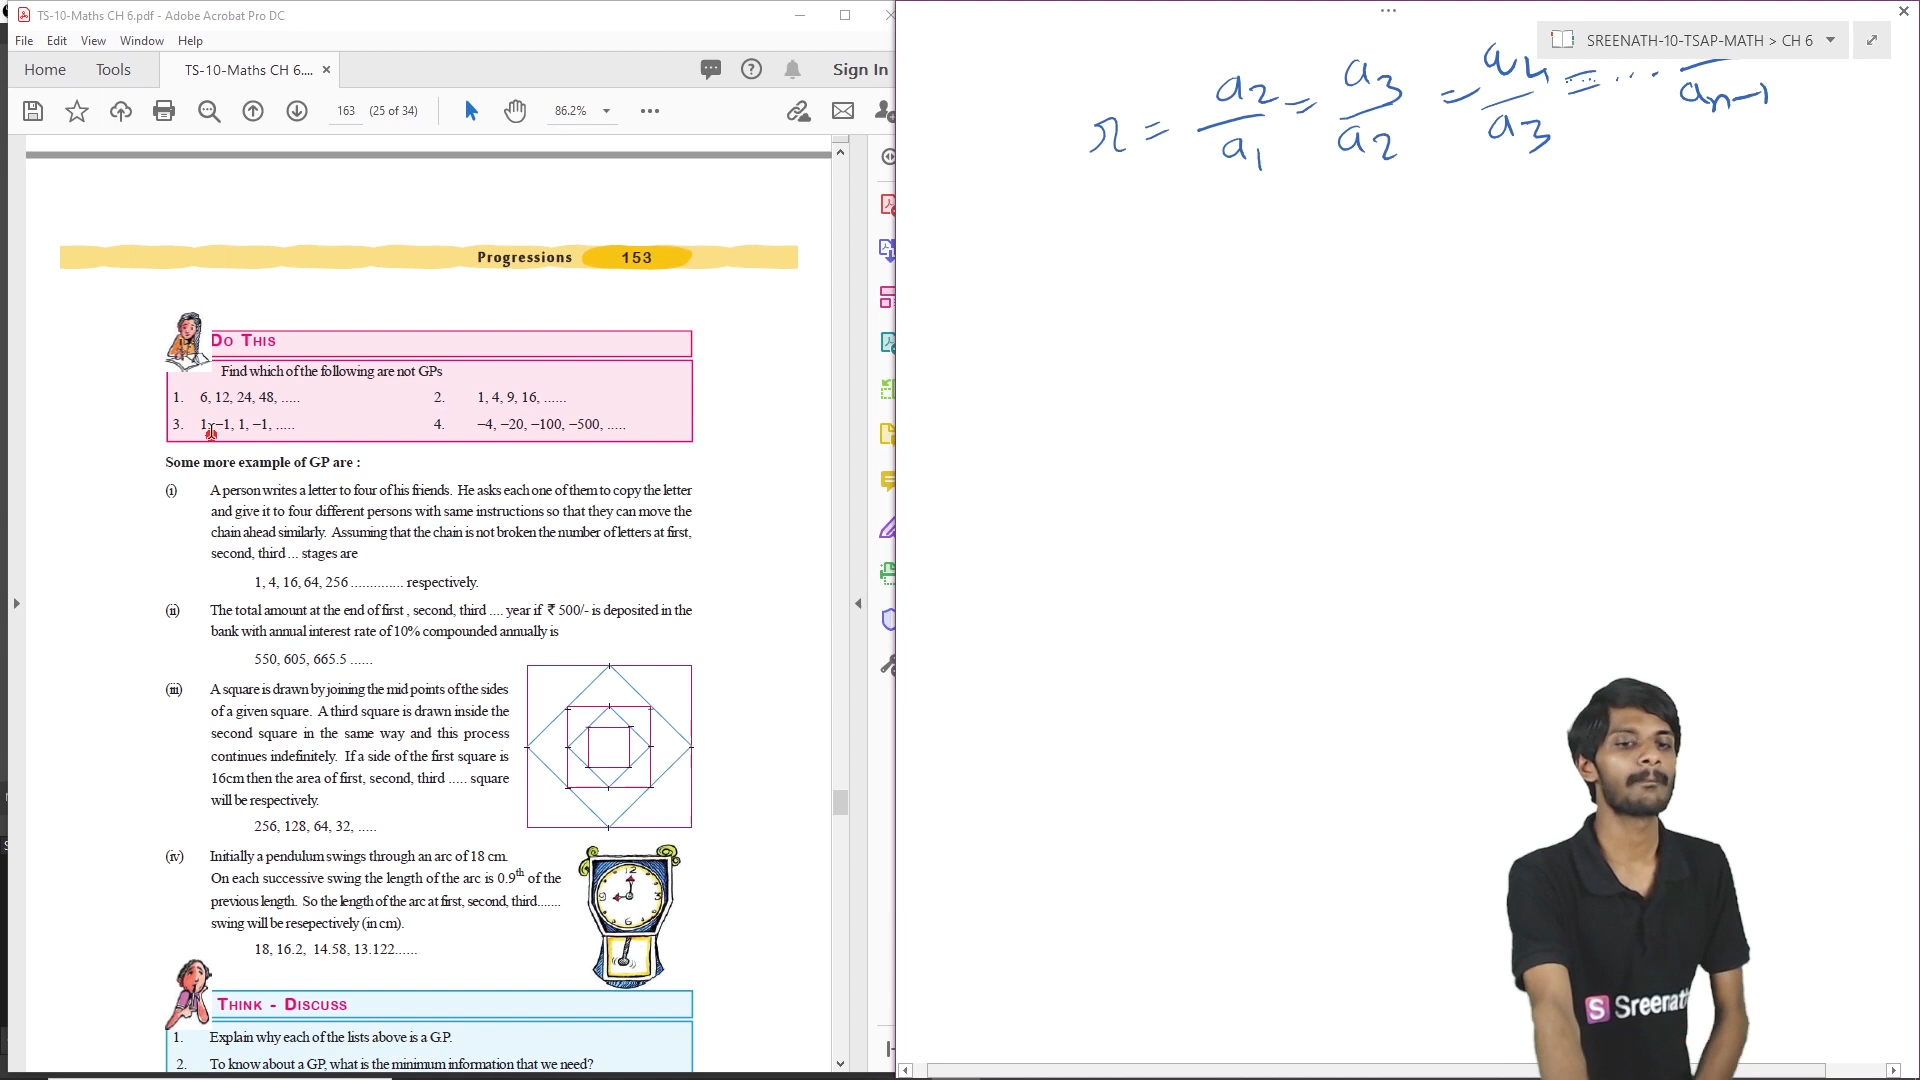 TS-10-Maths CH 6.pdf - Adobe Acrobat Pro DC
File Edit View Window Help
Home Tools TS-10-Maths CH 6.... × Sign In
163 (25 of 34) 86.2%
SREENATH-10-TSAP-MATH > CH 6
r = a2/a1 = a3/a2 = a4/a3 = ... an-1
Progressions 153
DO THIS
Find which of the following are not GPs
1. 6, 12, 24, 48, ..... 2. 1, 4, 9, 16, ......
3. 1, −1, 1, −1, ..... 4. −4, −20, −100, −500, .....
Some more example of GP are :
(i) A person writes a letter to four of his friends. He asks each one of them to copy the letter
and give it to four different persons with same instructions so that they can move the
chain ahead similarly. Assuming that the chain is not broken the number of letters at first,
second, third ... stages are
1, 4, 16, 64, 256 .............. respectively.
(ii) The total amount at the end of first , second, third .... year if ₹ 500/- is deposited in the
bank with annual interest rate of 10% compounded annually is
550, 605, 665.5 ......
(iii) A square is drawn by joining the mid points of the sides
of a given square. A third square is drawn inside the
second square in the same way and this process
continues indefinitely. If a side of the first square is
16cm then the area of first, second, third ..... square
will be respectively.
256, 128, 64, 32, .....
(iv) Initially a pendulum swings through an arc of 18 cm.
On each successive swing the length of the arc is 0.9th of the
previous length. So the length of the arc at first, second, third.......
swing will be resepectively (in cm).
18, 16.2, 14.58, 13.122......
12
9
6
THINK - DISCUSS
1. Explain why each of the lists above is a G.P.
2. To know about a G.P, what is the minimum information that we need?
S Sreenath